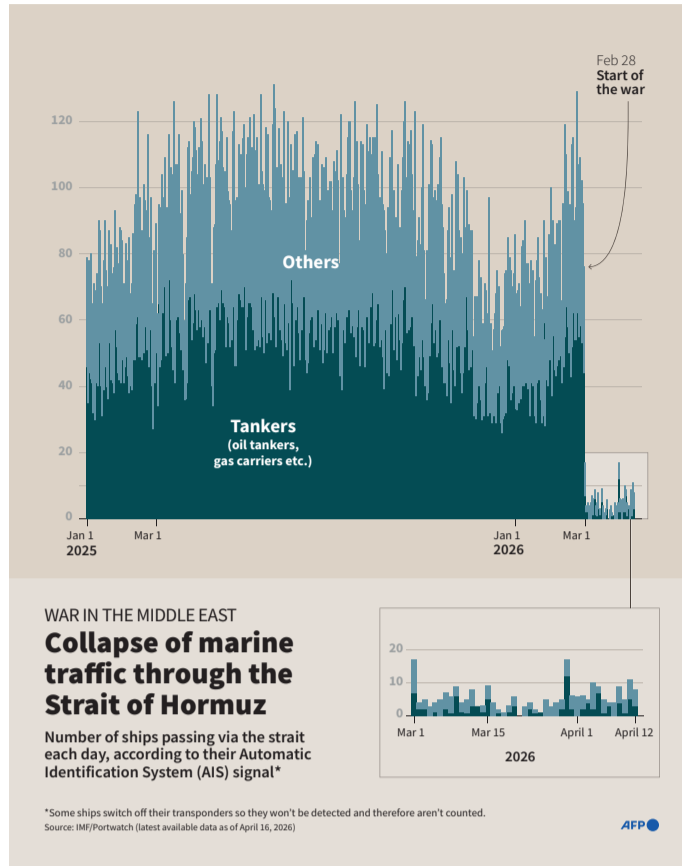 Feb 28
Start of
the war
120
100
80
60
40
20
0
Others
Tankers
(oil tankers,
gas carriers etc.)
Jan 1
2025
Mar 1
Jan 1
2026
Mar 1
WAR IN THE MIDDLE EAST
Collapse of marine
traffic through the
Strait of Hormuz
Number of ships passing via the strait
each day, according to their Automatic
Identification System (AIS) signal*
20
10
0
Mar 1
Mar 15
April 1
April 12
2026
*Some ships switch off their transponders so they won't be detected and therefore aren't counted.
Source: IMF/Portwatch (latest available data as of April 16, 2026)
AFP